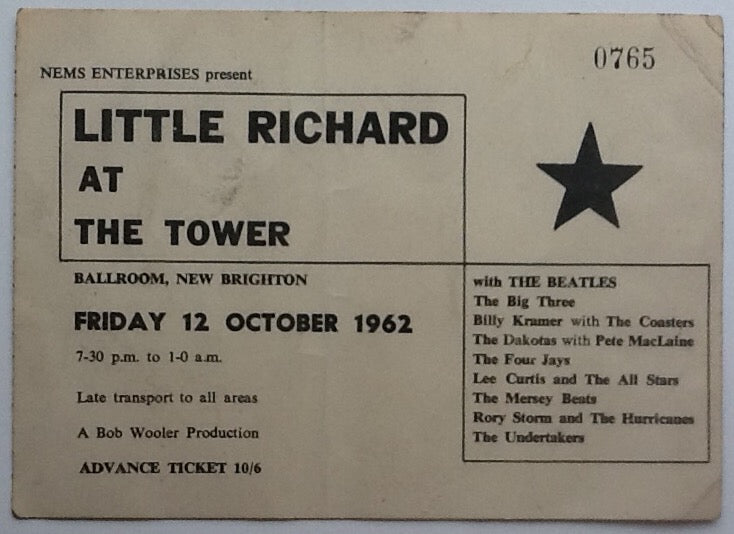 0765
NEMS ENTERPRISES present
LITTLE RICHARD
AT
THE TOWER
BALLROOM, NEW BRIGHTON
FRIDAY 12 OCTOBER 1962
7-30 p.m. to 1-0 a.m.
Late transport to all areas
A Bob Wooler Production
ADVANCE TICKET 10/6
with THE BEATLES
The Big Three
Billy Kramer with The Coasters
The Dakotas with Pete MacLaine
The Four Jays
Lee Curtis and The All Stars
The Mersey Beats
Rory Storm and The Hurricanes
The Undertakers